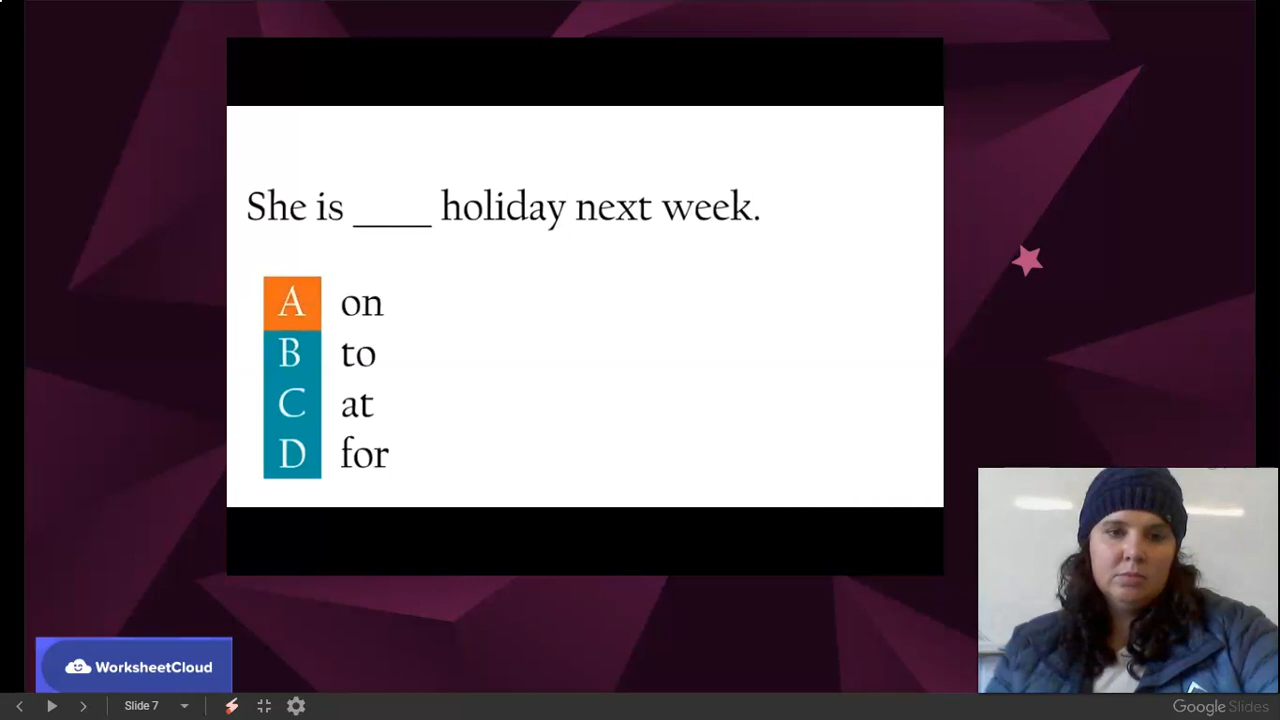 She is ____ holiday next week.
A on
B to
C at
D for
WorksheetCloud
Slide 7
Google Slides